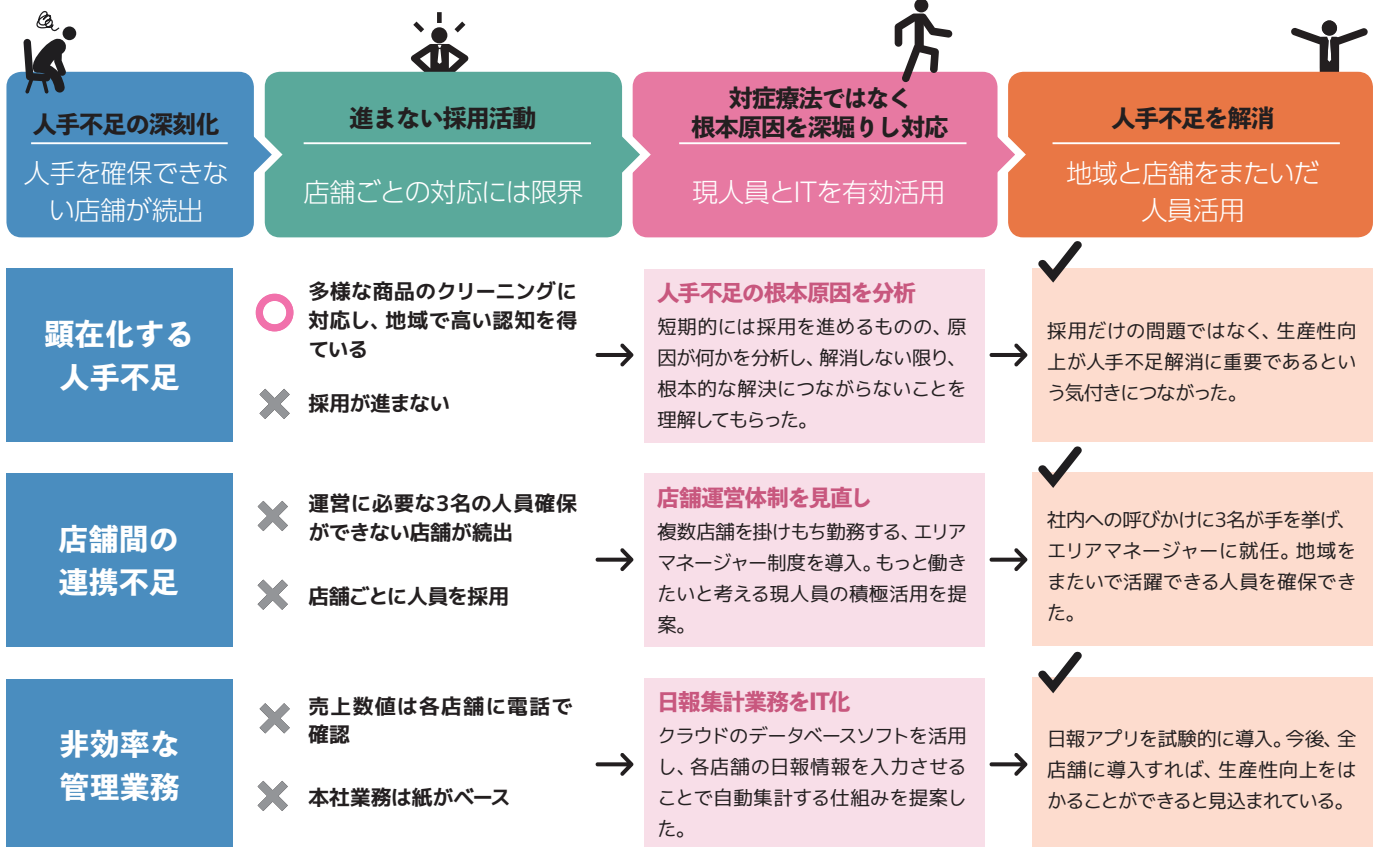 人手不足の深刻化
人手を確保できな
い店舗が続出
進まない採用活動
店舗ごとの対応には限界
対症療法ではなく
根本原因を深堀りし対応
現人員とITを有効活用
人手不足を解消
地域と店舗をまたいだ
人員活用
顕在化する
人手不足
多様な商品のクリーニングに
対応し、地域で高い認知を得
ている
採用が進まない
人手不足の根本原因を分析
短期的には採用を進めるものの、原
因が何かを分析し、解消しない限り、
根本的な解決につながらないことを
理解してもらった。
採用だけの問題ではなく、生産性向
上が人手不足解消に重要であるとい
う気付きにつながった。
店舗間の
連携不足
運営に必要な3名の人員確保
ができない店舗が続出
店舗ごとに人員を採用
店舗運営体制を見直し
複数店舗を掛けもち勤務する、エリア
マネージャー制度を導入。もっと働き
たいと考える現人員の積極活用を提
案。
社内への呼びかけに3名が手を挙げ、
エリアマネージャーに就任。地域を
またいで活躍できる人員を確保でき
た。
非効率な
管理業務
売上数値は各店舗に電話で
確認
本社業務は紙がベース
日報集計業務をIT化
クラウドのデータベースソフトを活用
し、各店舗の日報情報を入力させる
ことで自動集計する仕組みを提案し
た。
日報アプリを試験的に導入。今後、全
店舗に導入すれば、生産性向上をは
かることができると見込まれている。